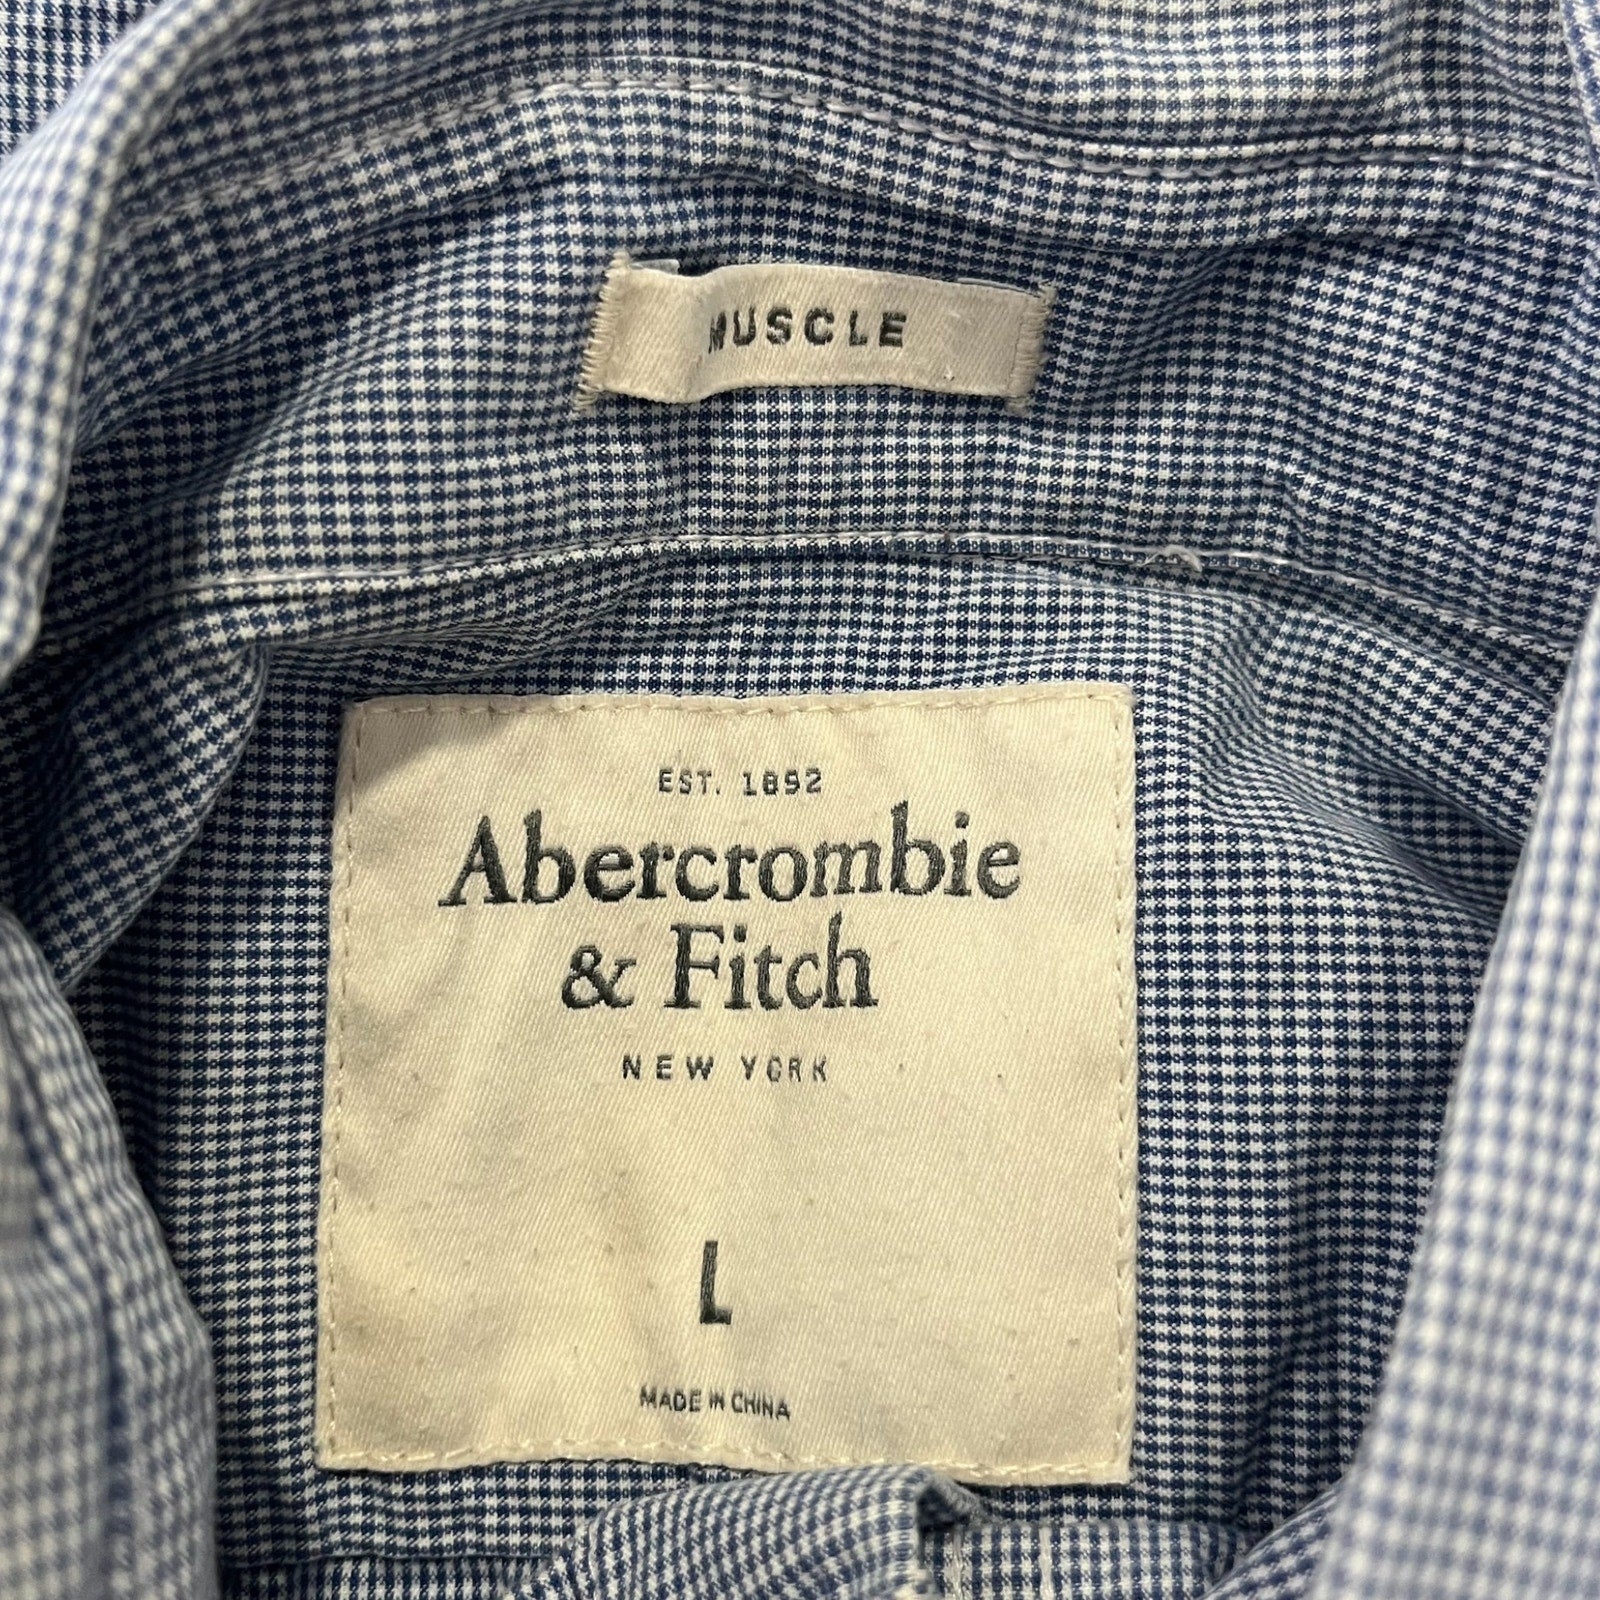 MUSCLE
EST. 1892
Abercrombie
& Fitch
NEW YORK
L
MADE IN CHINA